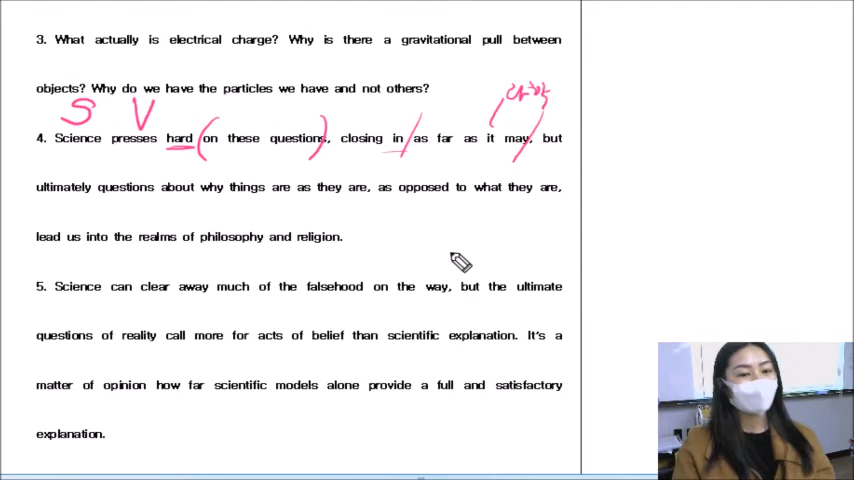 3. What actually is electrical charge? Why is there a gravitational pull between
objects? Why do we have the particles we have and not others?
S V
4. Science presses hard on these questions, closing in as far as it may, but
ultimately questions about why things are as they are, as opposed to what they are,
lead us into the realms of philosophy and religion.
5. Science can clear away much of the falsehood on the way, but the ultimate
questions of reality call more for acts of belief than scientific explanation. It's a
matter of opinion how far scientific models alone provide a full and satisfactory
explanation.